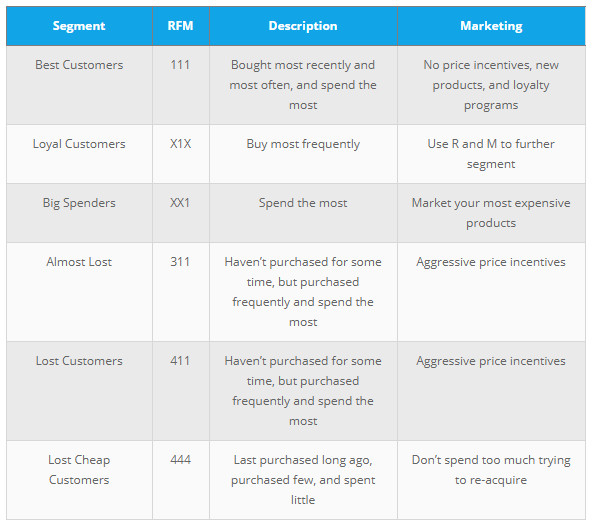 Segment RFM Description Marketing
Best Customers 111 Bought most recently and No price incentives, new
most often, and spend the products, and loyalty
most programs
Loyal Customers X1X Buy most frequently Use R and M to further
segment
Big Spenders XX1 Spend the most Market your most expensive
products
Almost Lost 311 Haven’t purchased for some Aggressive price incentives
time, but purchased
frequently and spend the
most
Lost Customers 411 Haven’t purchased for some Aggressive price incentives
time, but purchased
frequently and spend the
most
Lost Cheap 444 Last purchased long ago, Don’t spend too much trying
Customers purchased few, and spent to re-acquire
little